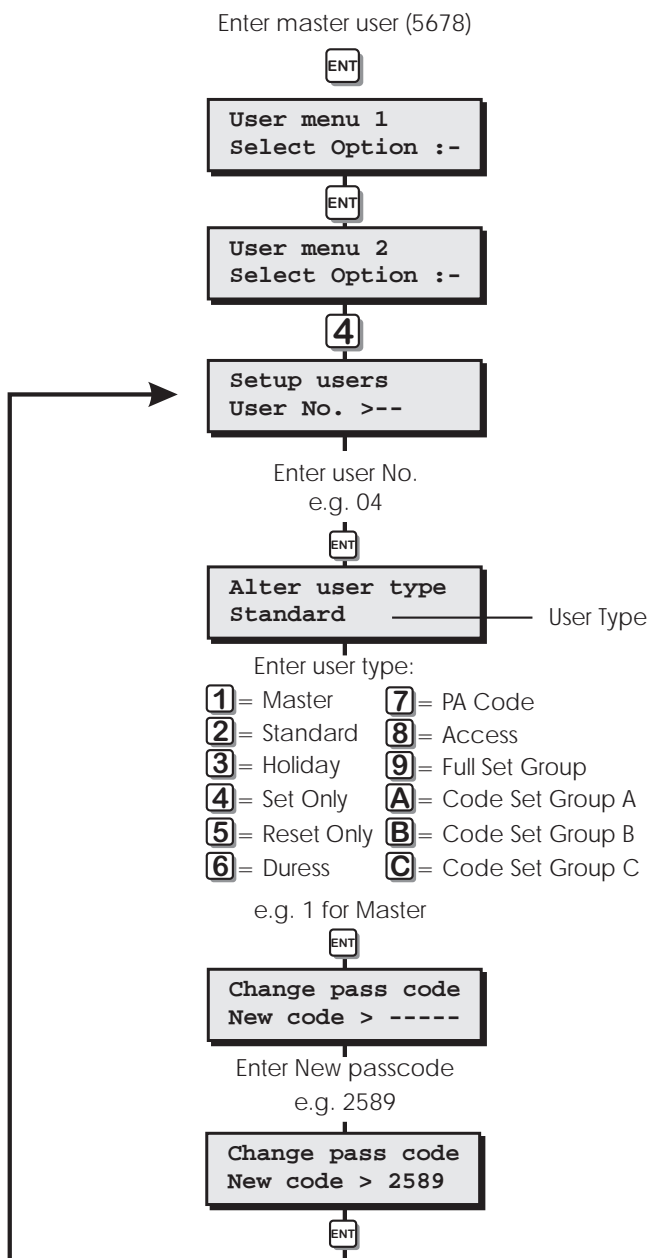 Enter master user (5678)
ENT
User menu 1
Select Option :-
ENT
User menu 2
Select Option :-
4
Setup users
User No. >--
Enter user No.
e.g. 04
ENT
Alter user type
Standard
User Type
Enter user type:
1 = Master
2 = Standard
3 = Holiday
4 = Set Only
5 = Reset Only
6 = Duress
7 = PA Code
8 = Access
9 = Full Set Group
A = Code Set Group A
B = Code Set Group B
C = Code Set Group C
e.g. 1 for Master
ENT
Change pass code
New code > -----
Enter New passcode
e.g. 2589
Change pass code
New code > 2589
ENT